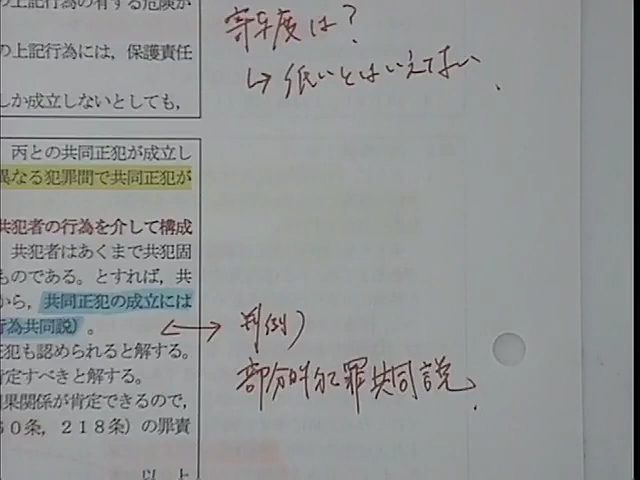 の上記行為の有する危険が
の上記行為には，保護責任
しか成立しないとしても，
寄与度は？
↳ 低いとはいえない、
丙との共同正犯が成立し
異なる犯罪間で共同正犯が
共犯者の行為を介して構成
共犯者はあくまで共犯固
ものである。とすれば，共
から，共同正犯の成立には
行為共同説）。
正犯も認められると解する。
肯定すべきと解する。
因果関係が肯定できるので，
６０条，２１８条）の罪責
以 上
↔ 判例）
部分的犯罪共同説